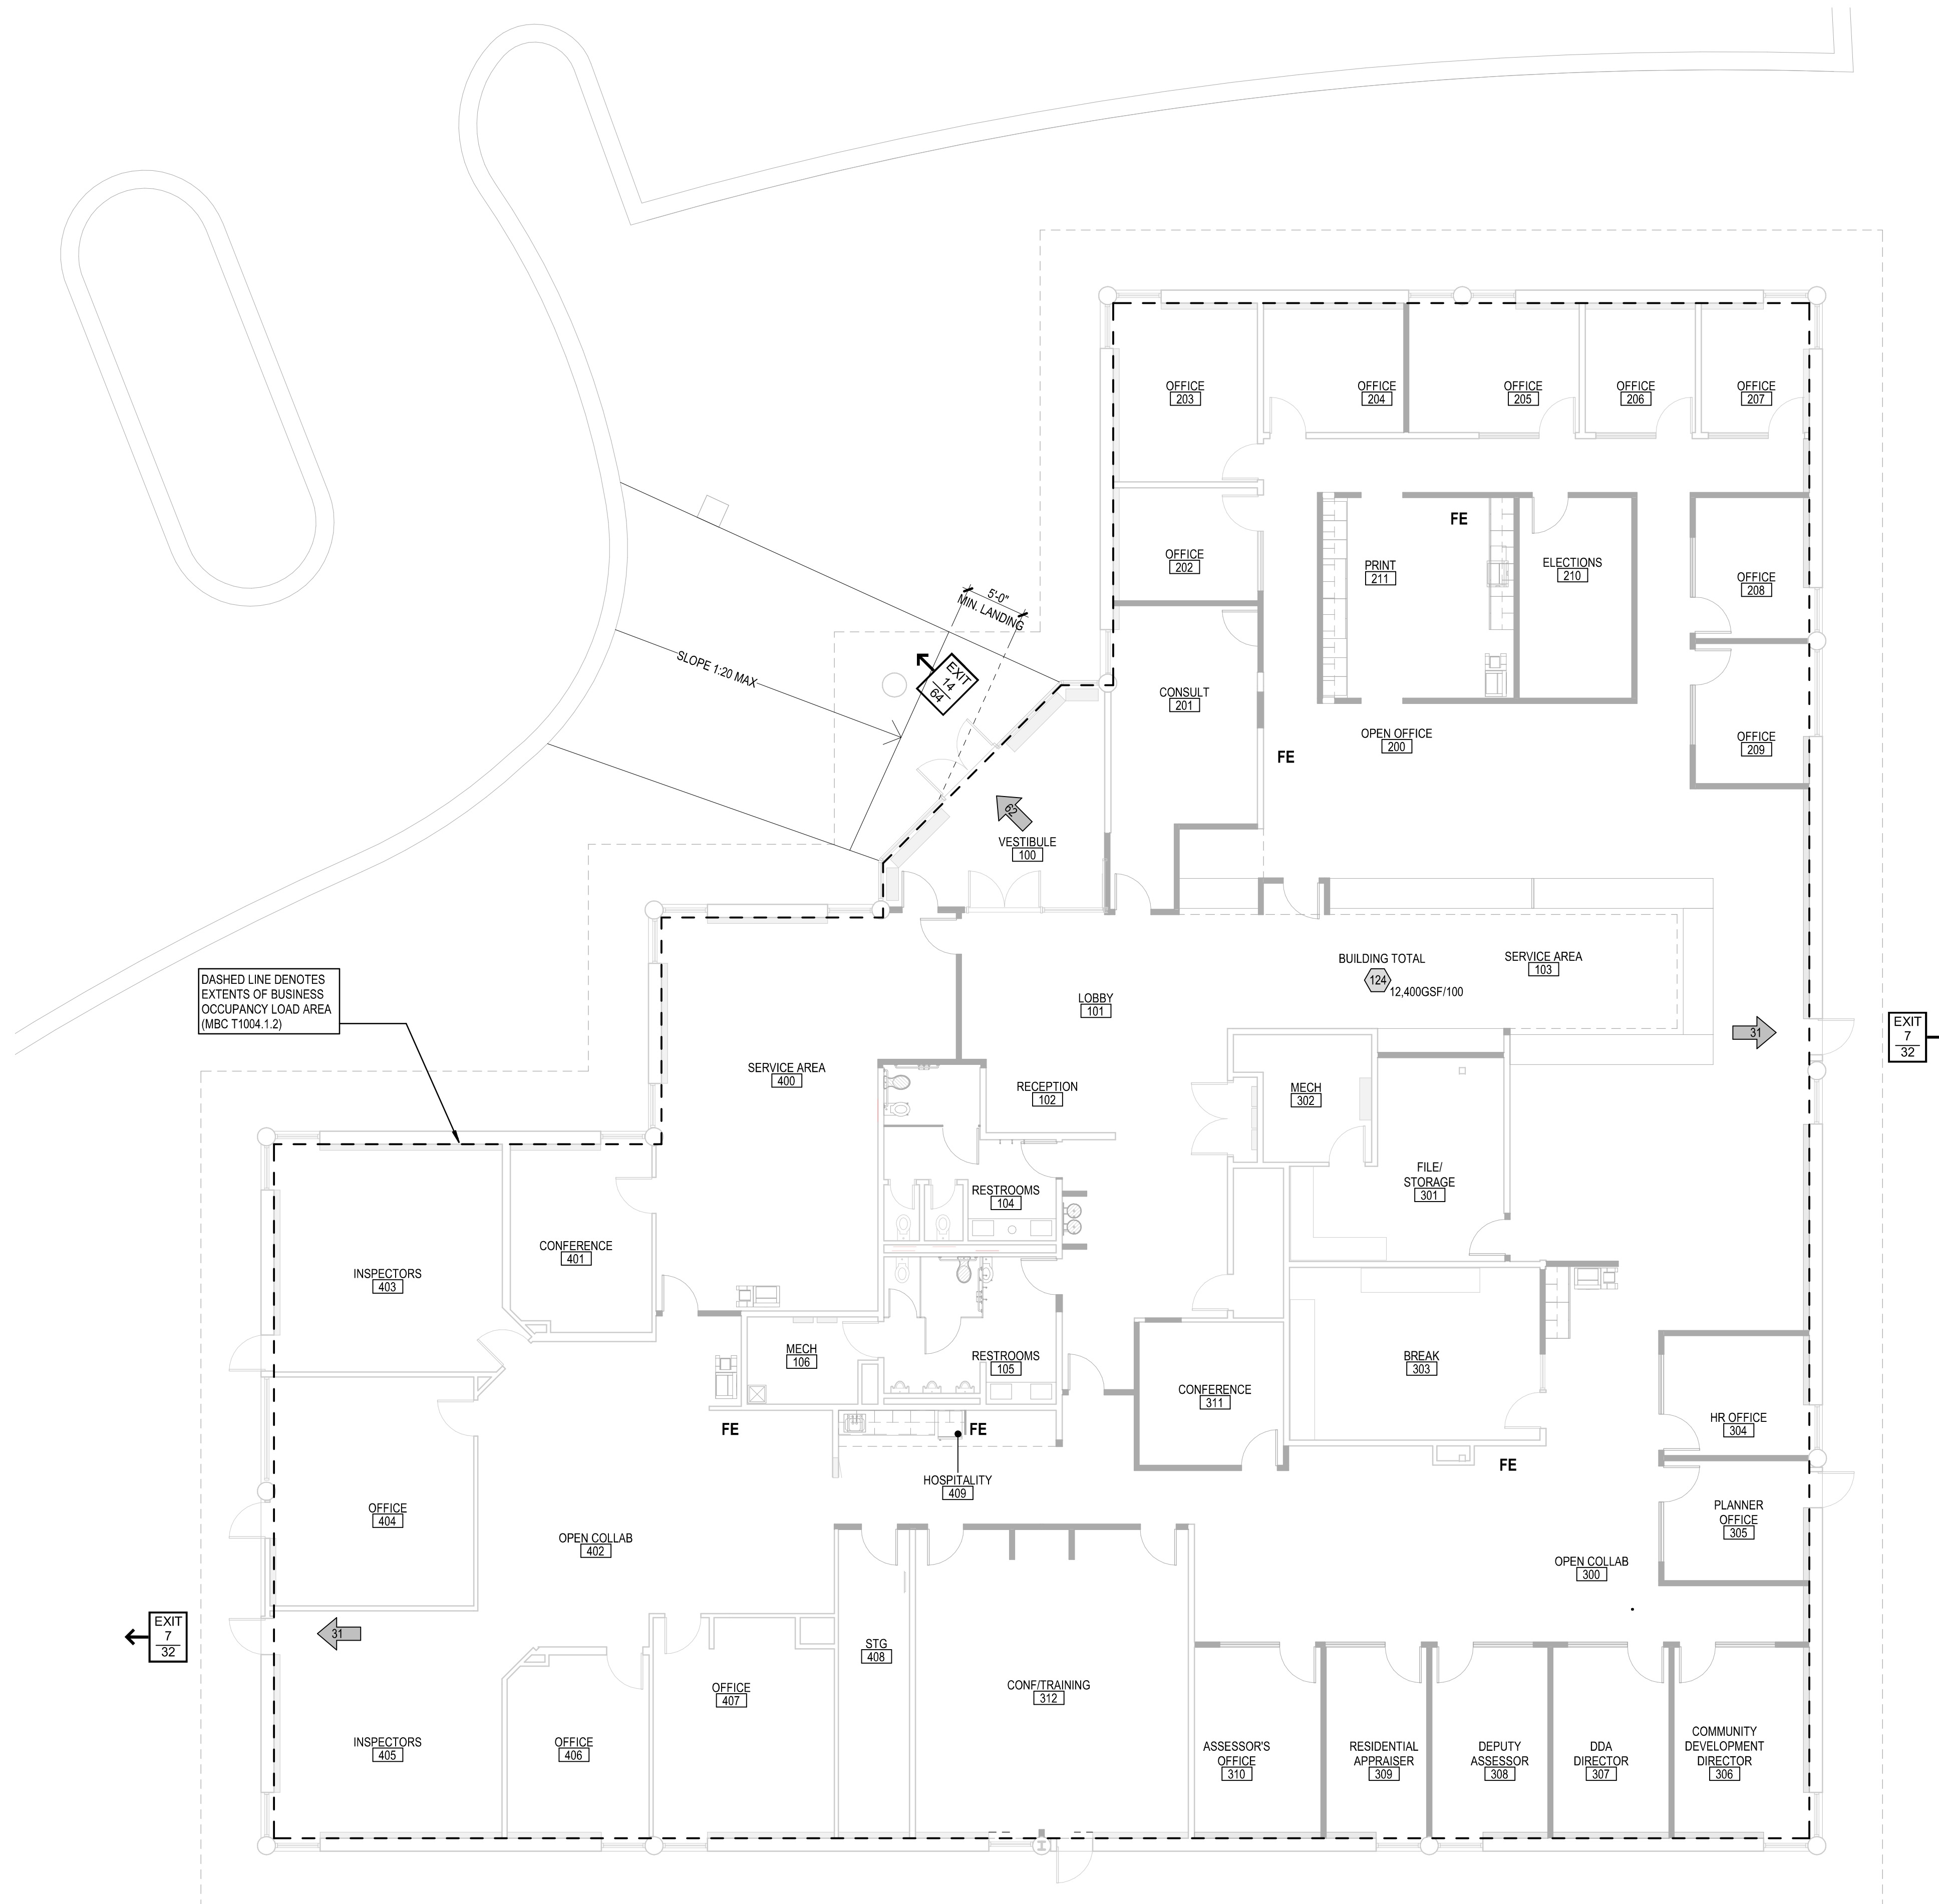 OFFICE
203
OFFICE
204
OFFICE
205
OFFICE
206
OFFICE
207
FE
OFFICE
202
PRINT
211
ELECTIONS
210
OFFICE
208
5'-0"
MIN. LANDING
SLOPE 1:20 MAX
EXIT
14
64
CONSULT
201
OPEN OFFICE
200
OFFICE
209
FE
62
VESTIBULE
100
DASHED LINE DENOTES
EXTENTS OF BUSINESS
OCCUPANCY LOAD AREA
(MBC T1004.1.2)
BUILDING TOTAL
124
12,400GSF/100
SERVICE AREA
103
LOBBY
101
31
EXIT
7
32
SERVICE AREA
400
RECEPTION
102
MECH
302
FILE/
STORAGE
301
RESTROOMS
104
CONFERENCE
401
INSPECTORS
403
MECH
106
RESTROOMS
105
BREAK
303
CONFERENCE
311
HR OFFICE
304
FE
FE
FE
HOSPITALITY
409
OFFICE
404
PLANNER
OFFICE
305
OPEN COLLAB
402
OPEN COLLAB
300
EXIT
7
32
31
STG
408
OFFICE
407
CONF/TRAINING
312
INSPECTORS
405
OFFICE
406
ASSESSOR'S
OFFICE
310
RESIDENTIAL
APPRAISER
309
DEPUTY
ASSESSOR
308
DDA
DIRECTOR
307
COMMUNITY
DEVELOPMENT
DIRECTOR
306